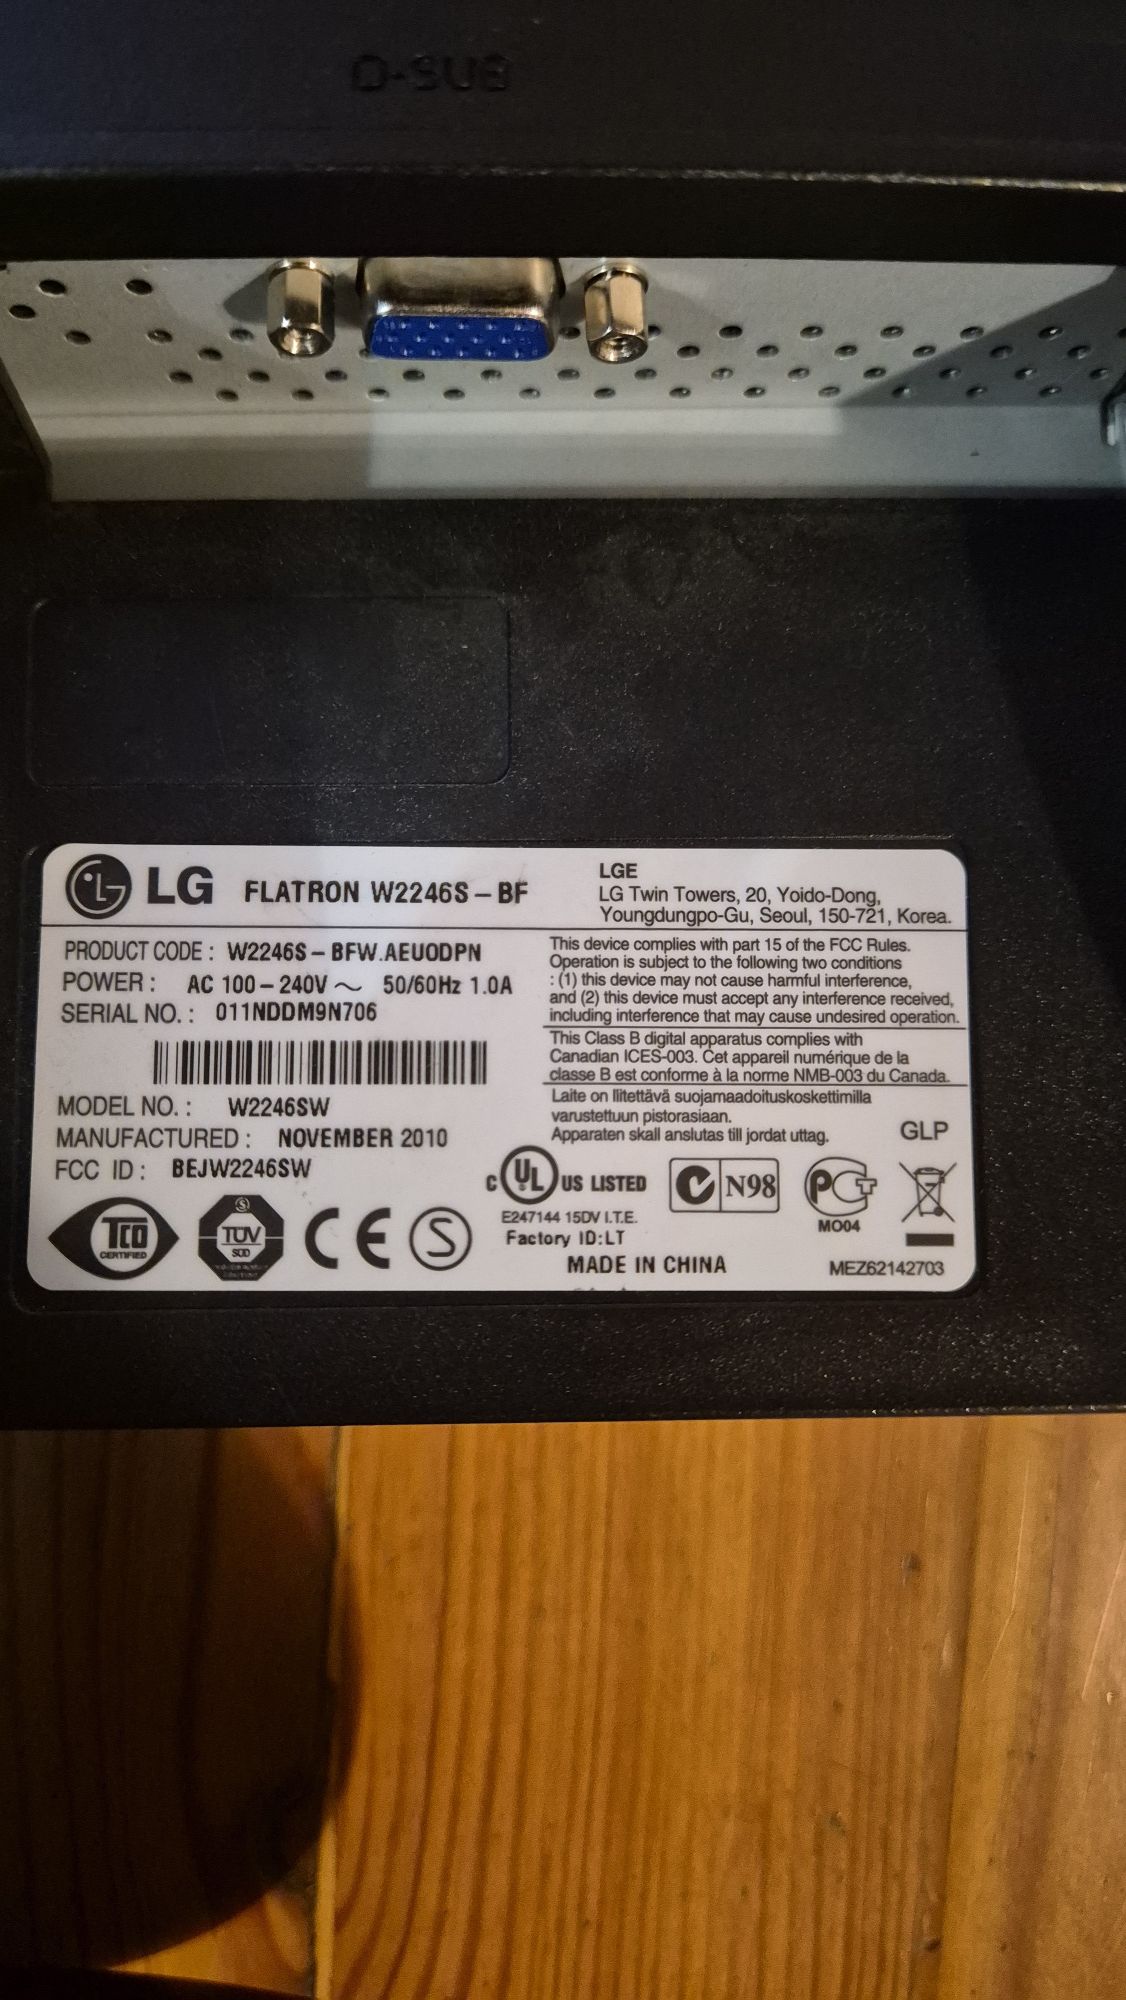 D-SUB
LG FLATRON W2246S-BF
LGE
LG Twin Towers, 20, Yoido-Dong,
Youngdungpo-Gu, Seoul, 150-721, Korea.
PRODUCT CODE : W2246S-BFW.AEUODPN
POWER : AC 100-240V ~ 50/60Hz 1.0A
SERIAL NO. : 011NDDM9N706
MODEL NO. : W2246SW
MANUFACTURED : NOVEMBER 2010
FCC ID : BEJW2246SW
TCO
CERTIFIED
S
TÜV
SÜD
CE
S
This device complies with part 15 of the FCC Rules.
Operation is subject to the following two conditions
: (1) this device may not cause harmful interference,
and (2) this device must accept any interference received,
including interference that may cause undesired operation.
This Class B digital apparatus complies with
Canadian ICES-003. Cet appareil numérique de la
classe B est conforme à la norme NMB-003 du Canada.
Laite on llitettävä suojamaadoituskoskettimilla
varustettuun pistorasiaan.
Apparaten skall anslutas till jordat uttag.
GLP
C UL US LISTED
E247144 15DV I.T.E.
Factory ID:LT
N98
PCT
MO04
MADE IN CHINA
MEZ62142703